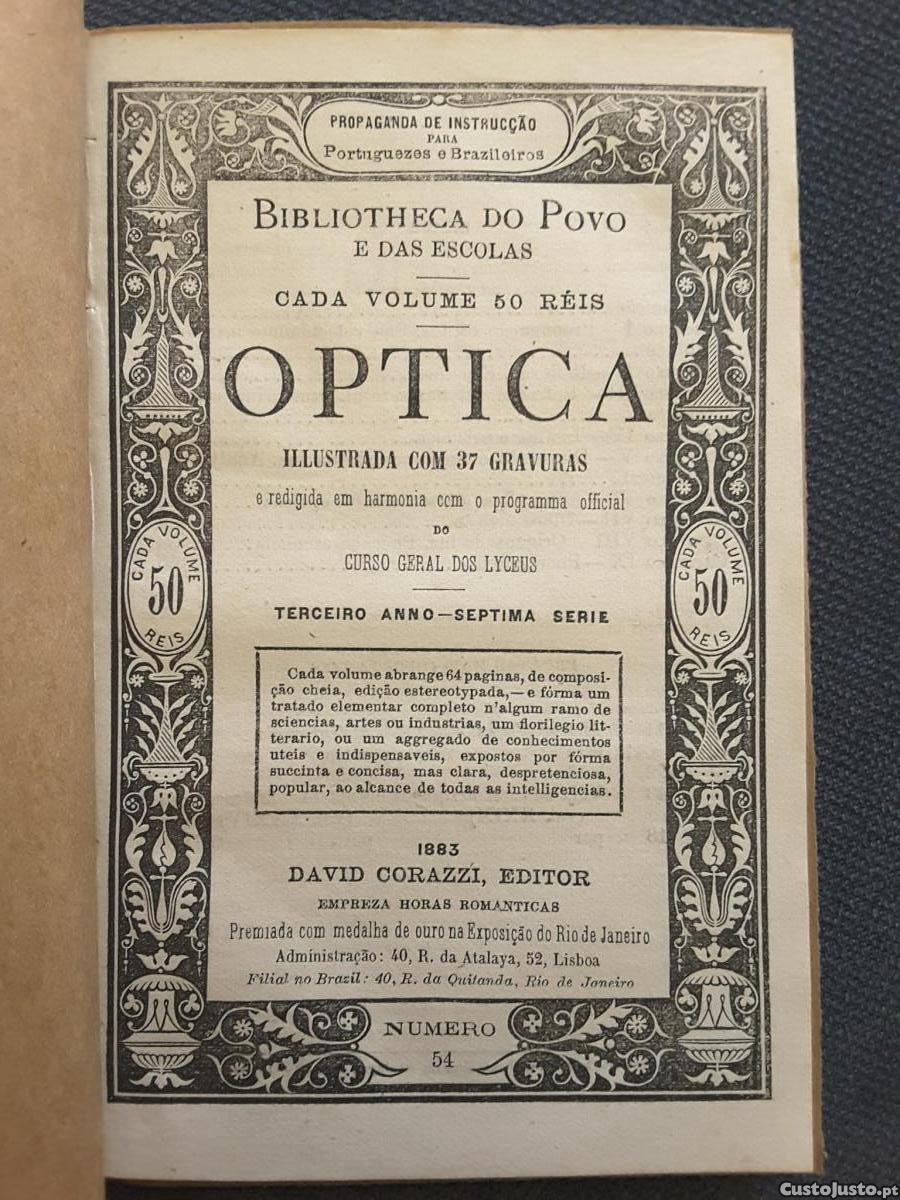 PROPAGANDA DE INSTRUCÇÃO
PARA
Portuguezes e Brazileiros
BIBLIOTHECA DO POVO
E DAS ESCOLAS
CADA VOLUME 50 RÉIS
OPTICA
ILLUSTRADA COM 37 GRAVURAS
e redigida em harmonia com o programma official
DO
CURSO GERAL DOS LYCEUS
TERCEIRO ANNO—SEPTIMA SERIE
CADA VOLUME
50
REIS
CADA VOLUME
50
REIS
Cada volume abrange 64 paginas, de composi-
ção cheia, edição estereotypada,—e fórma um
tratado elementar completo n'algum ramo de
sciencias, artes ou industrias, um florilegio lit-
terario, ou um aggregado de conhecimentos
uteis e indispensaveis, expostos por fórma
succinta e concisa, mas clara, despretenciosa,
popular, ao alcance de todas as intelligencias.
1883
DAVID CORAZZI, EDITOR
EMPREZA HORAS ROMANTICAS
Premiada com medalha de ouro na Exposição do Rio de Janeiro
Administração: 40, R. da Atalaya, 52, Lisboa
Filial no Brazil: 40, R. da Quitanda, Rio de Janeiro
NUMERO
54
CustoJusto.pt